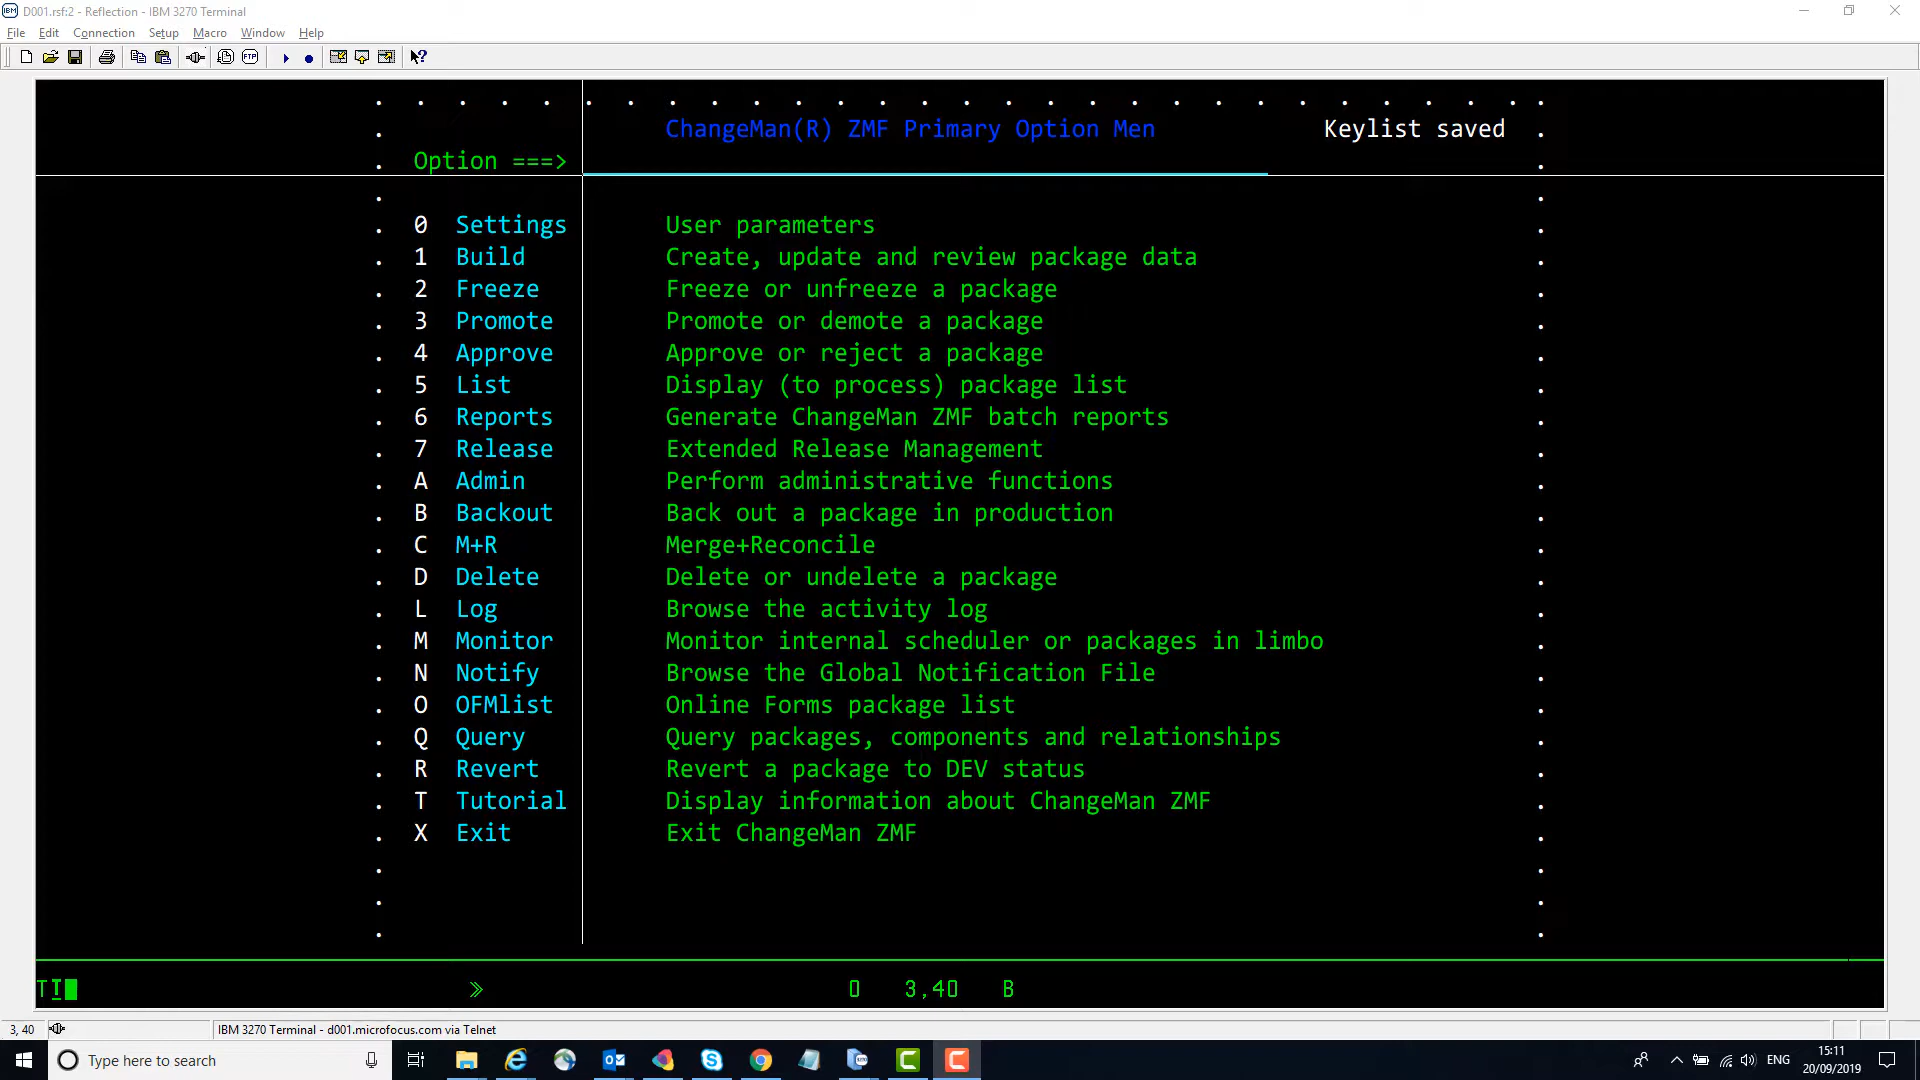 D001.rsf:2 - Reflection - IBM 3270 Terminal
File Edit Connection Setup Macro Window Help
ChangeMan(R) ZMF Primary Option Men Keylist saved
Option ===>
0 Settings User parameters
1 Build Create, update and review package data
2 Freeze Freeze or unfreeze a package
3 Promote Promote or demote a package
4 Approve Approve or reject a package
5 List Display (to process) package list
6 Reports Generate ChangeMan ZMF batch reports
7 Release Extended Release Management
A Admin Perform administrative functions
B Backout Back out a package in production
C M+R Merge+Reconcile
D Delete Delete or undelete a package
L Log Browse the activity log
M Monitor Monitor internal scheduler or packages in limbo
N Notify Browse the Global Notification File
O OFMlist Online Forms package list
Q Query Query packages, components and relationships
R Revert Revert a package to DEV status
T Tutorial Display information about ChangeMan ZMF
X Exit Exit ChangeMan ZMF
TI » O 3,40 B
3, 40 IBM 3270 Terminal - d001.microfocus.com via Telnet
Type here to search ENG 15:11
20/09/2019